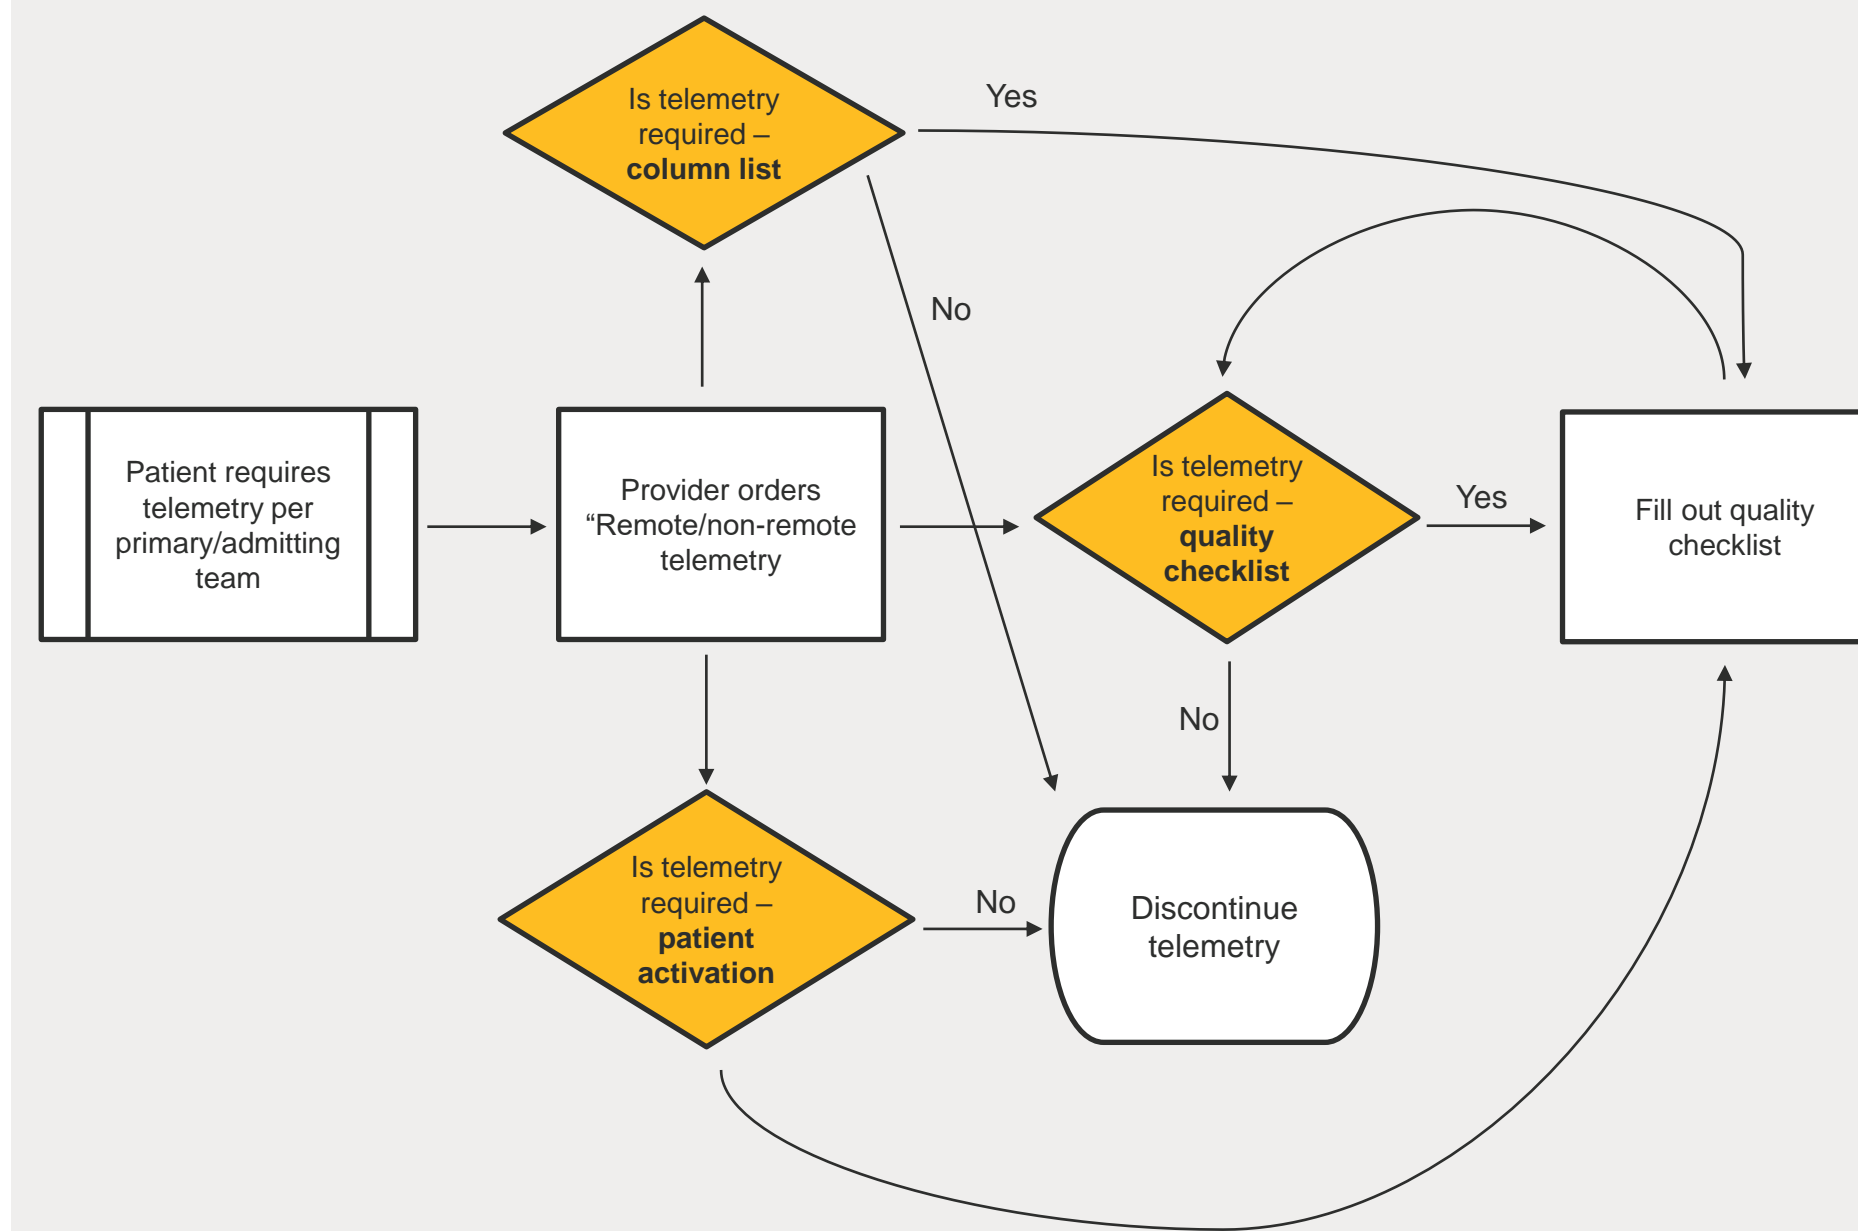 Is telemetry
required –
column list
Yes
No
Patient requires
telemetry per
primary/admitting
team
Provider orders
“Remote/non-remote
telemetry
Is telemetry
required –
quality
checklist
Yes
Fill out quality
checklist
No
Is telemetry
required –
patient
activation
No
Discontinue
telemetry